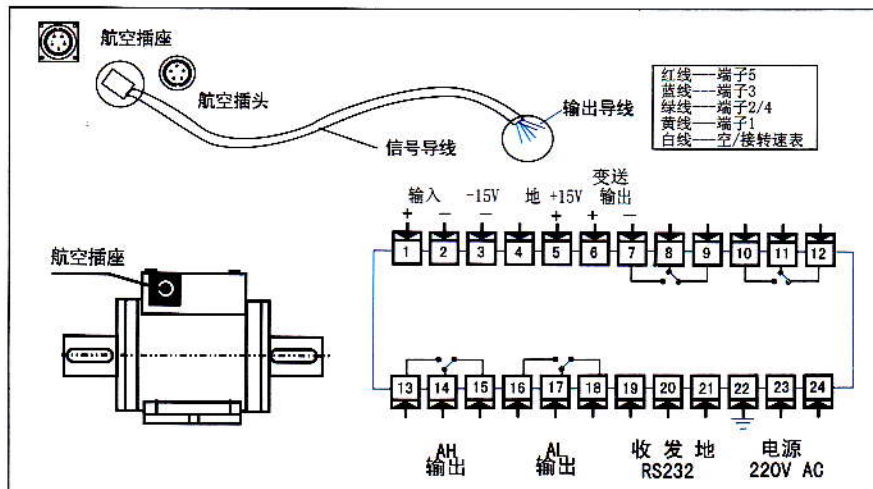 航空插座
航空插头
信号导线
输出导线
红线——端子5
蓝线---端子3
绿线——端子2/4
黄线——端子1
白线——空/接转速表
变送
输入 -15V 地 +15V 输出
+ − − + + −
1 2 3 4 5 6 7 8 9 10 11 12
航空插座
13 14 15 16 17 18 19 20 21 22 23 24
AH AL 收 发 地 电源
输出 输出 RS232 220V AC